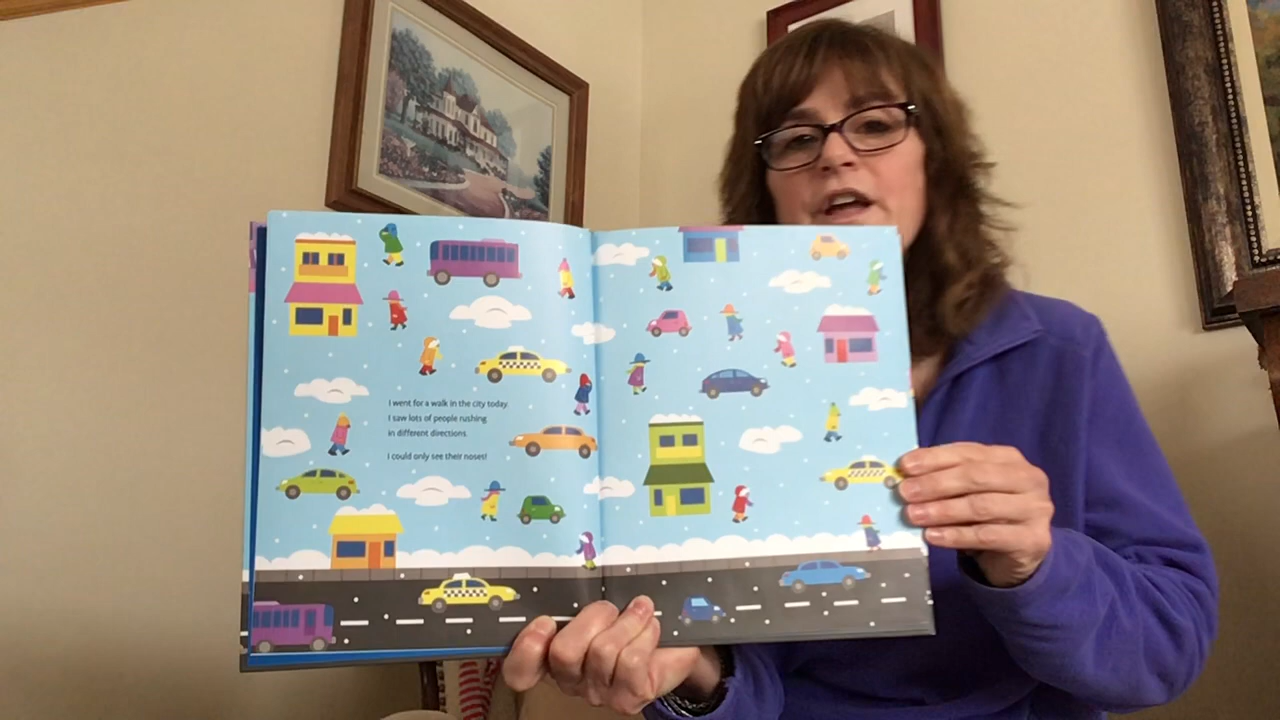 I went for a walk in the city today.
I saw lots of people rushing
in different directions.
I could only see their noses!